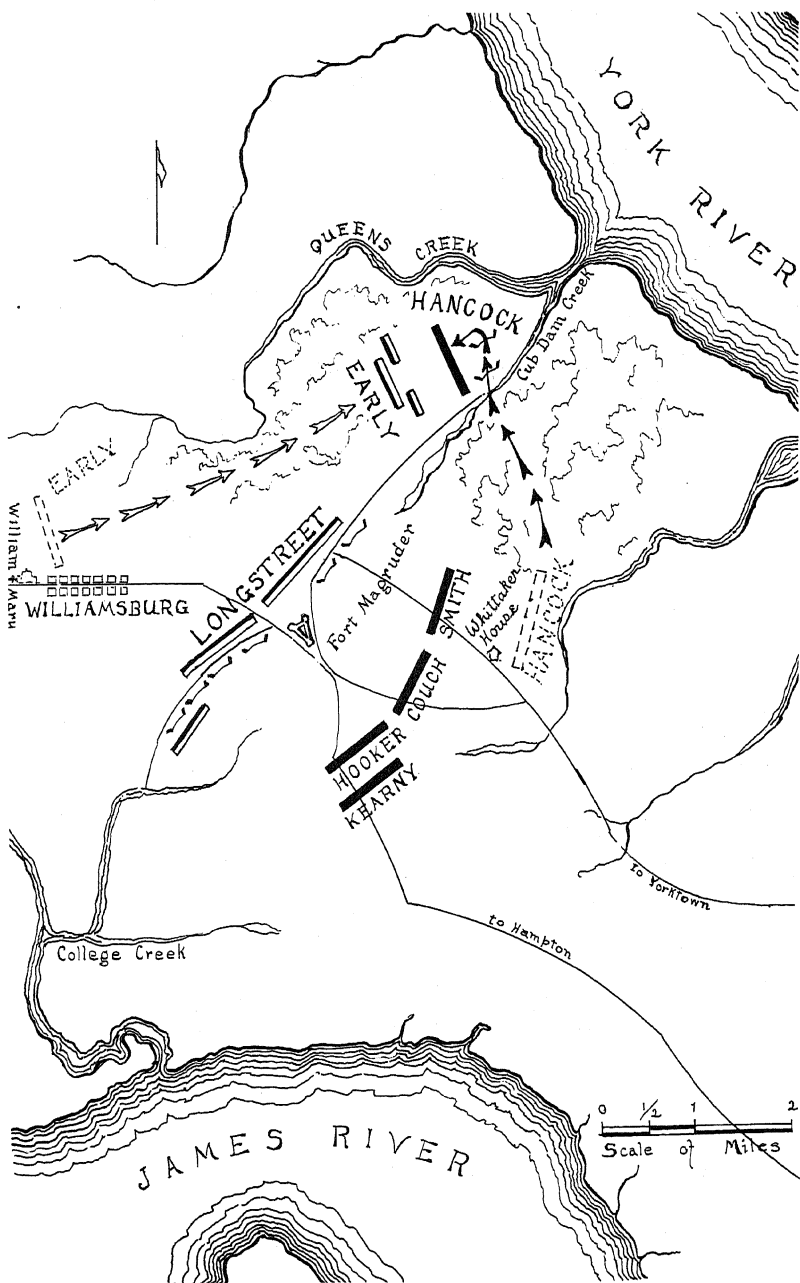 YORK RIVER
QUEENS CREEK
HANCOCK
Cub Dam Creek
EARLY
EARLY
William & Mary
WILLIAMSBURG
LONGSTREET
Fort Magruder
SMITH
Whittaker
House
HANCOCK
COUCH
HOOKER
KEARNY
to Yorktown
to Hampton
College Creek
JAMES RIVER
0 1/2 1 2
Scale of Miles